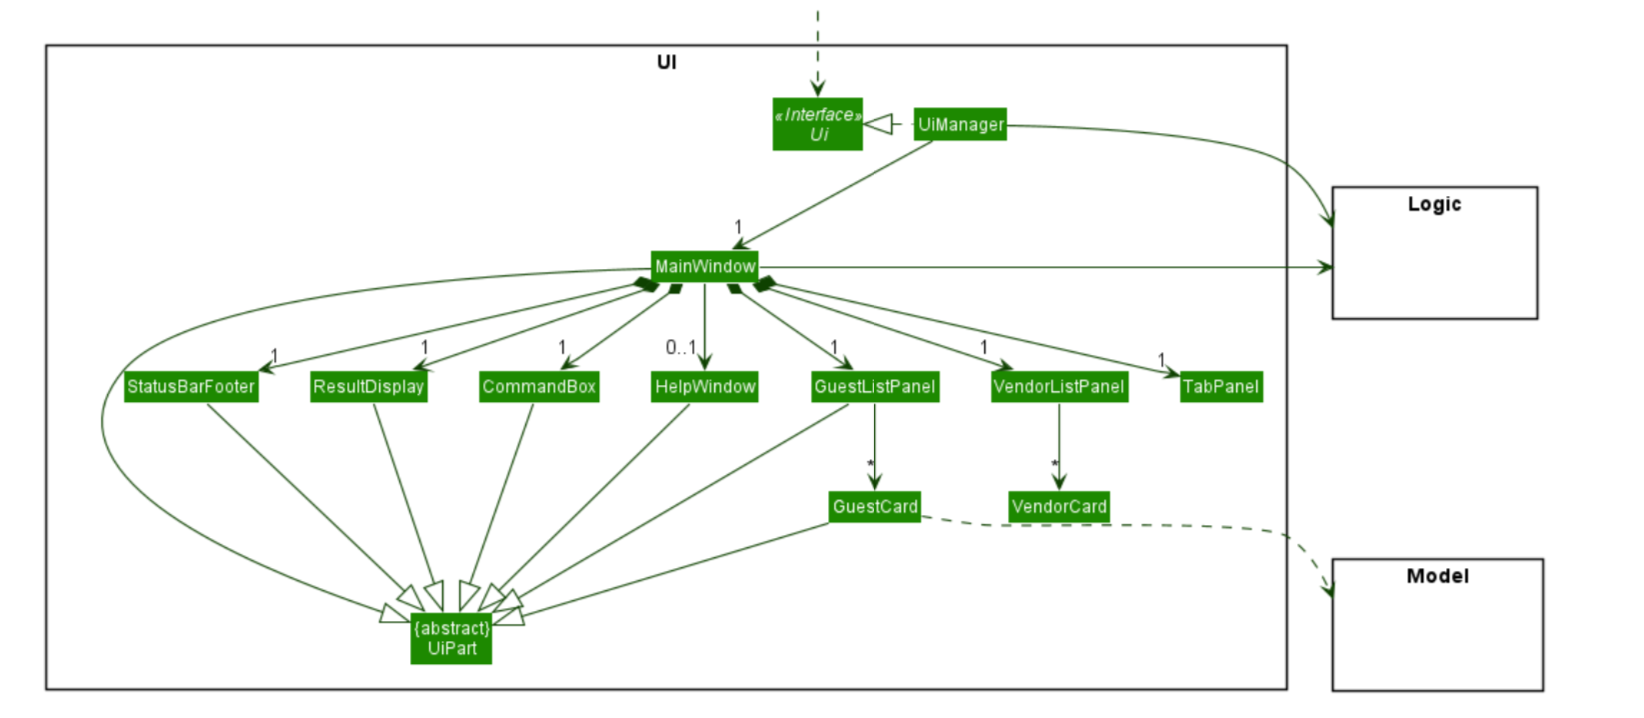 UI
«Interface»
Ui
UiManager
Logic
1
MainWindow
1
1
1
0..1
1
1
1
StatusBarFooter
ResultDisplay
CommandBox
HelpWindow
GuestListPanel
VendorListPanel
TabPanel
*
*
GuestCard
VendorCard
Model
{abstract}
UiPart